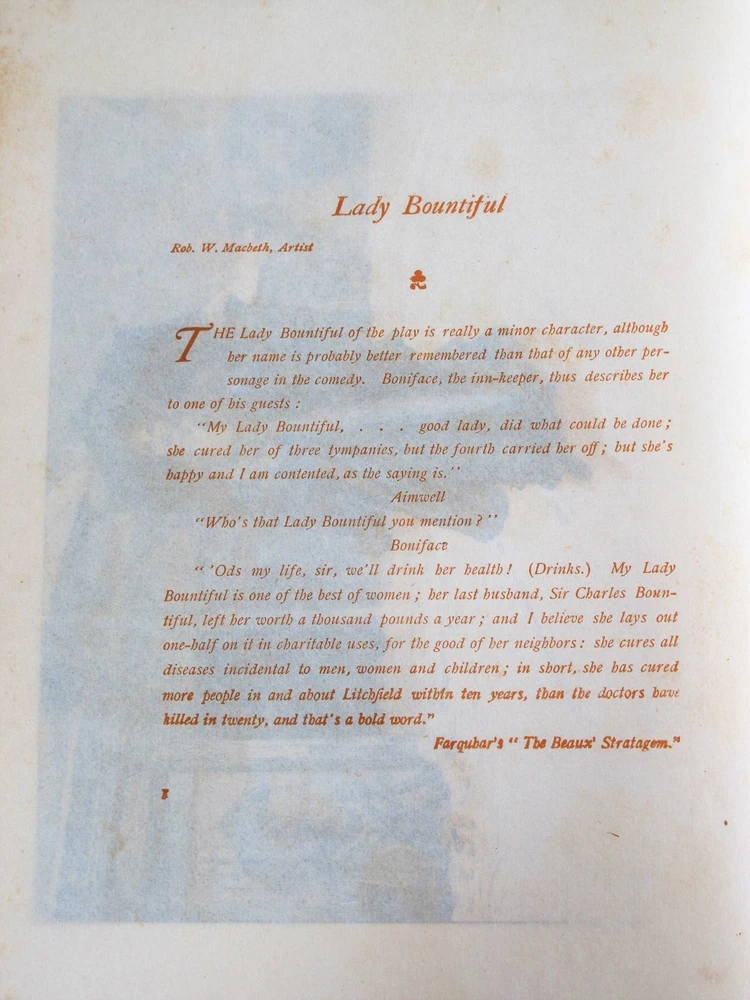 Lady Bountiful
Rob. W. Macbeth, Artist
THE Lady Bountiful of the play is really a minor character, although
her name is probably better remembered than that of any other per-
sonage in the comedy. Boniface, the inn-keeper, thus describes her
to one of his guests :
"My Lady Bountiful, . . . good lady, did what could be done ;
she cured her of three tympanies, but the fourth carried her off ; but she's
happy and I am contented, as the saying is."
Aimwell
"Who's that Lady Bountiful you mention ? "
Boniface
" 'Ods my life, sir, we'll drink her health ! (Drinks.) My Lady
Bountiful is one of the best of women ; her last husband, Sir Charles Boun-
tiful, left her worth a thousand pounds a year ; and I believe she lays out
one-half on it in charitable uses, for the good of her neighbors : she cures all
diseases incidental to men, women and children ; in short, she has cured
more people in and about Litchfield within ten years, than the doctors have
killed in twenty, and that's a bold word."
Farquhar's " The Beaux' Stratagem."
I